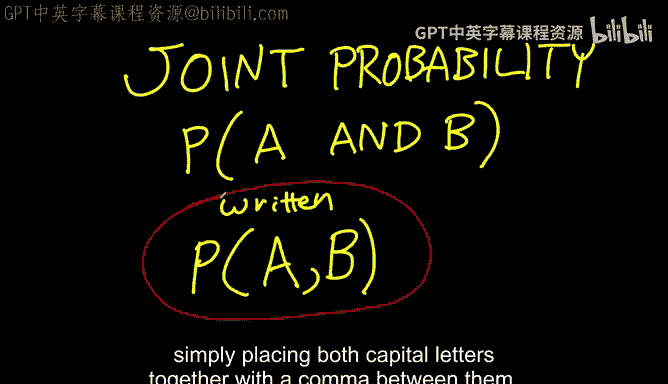 GPT中英字幕课程资源@bilibili.com
GPT中英字幕课程资源 bilibili
JOINT PROBABILITY
P(A AND B)
written
P(A,B)
simply placing both capital letters
together with a comma between them